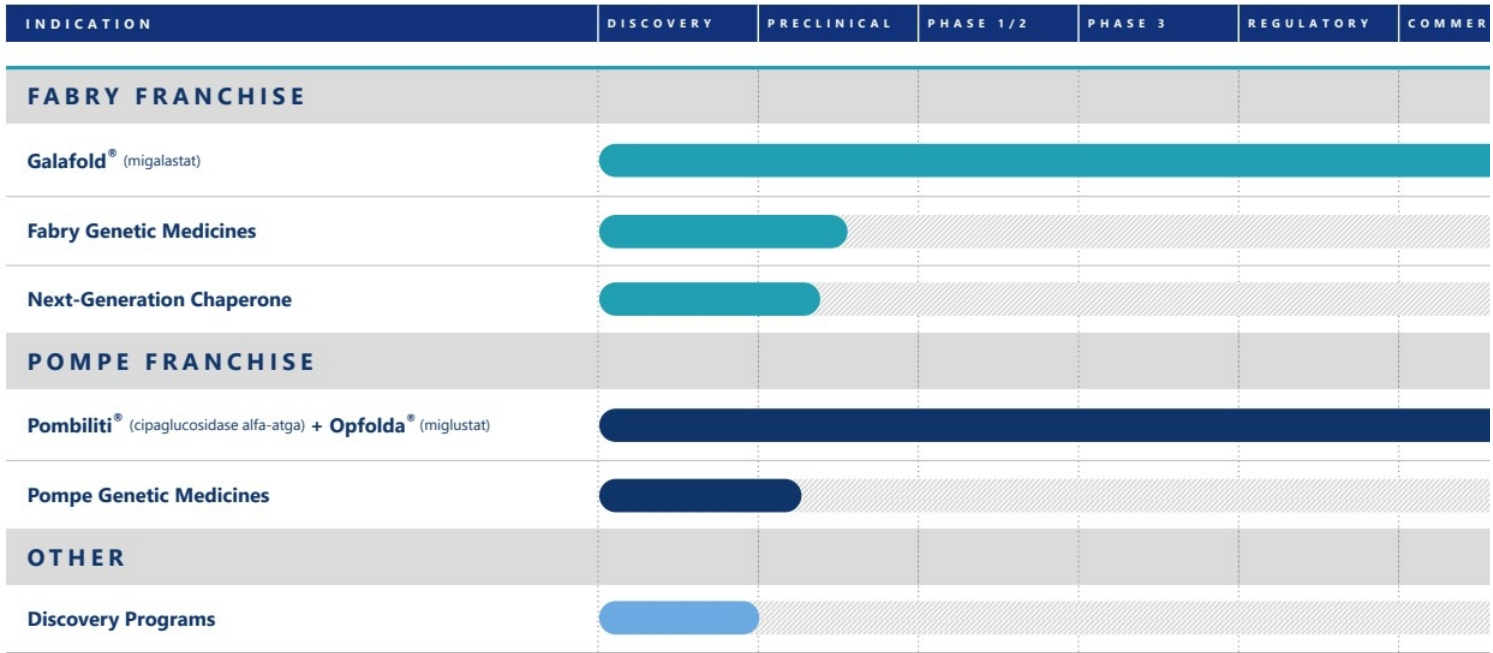 INDICATION DISCOVERY PRECLINICAL PHASE 1/2 PHASE 3 REGULATORY COMMER
FABRY FRANCHISE
Galafold® (migalastat)
Fabry Genetic Medicines
Next-Generation Chaperone
POMPE FRANCHISE
Pombiliti® (cipaglucosidase alfa-atga) + Opfolda® (miglustat)
Pompe Genetic Medicines
OTHER
Discovery Programs